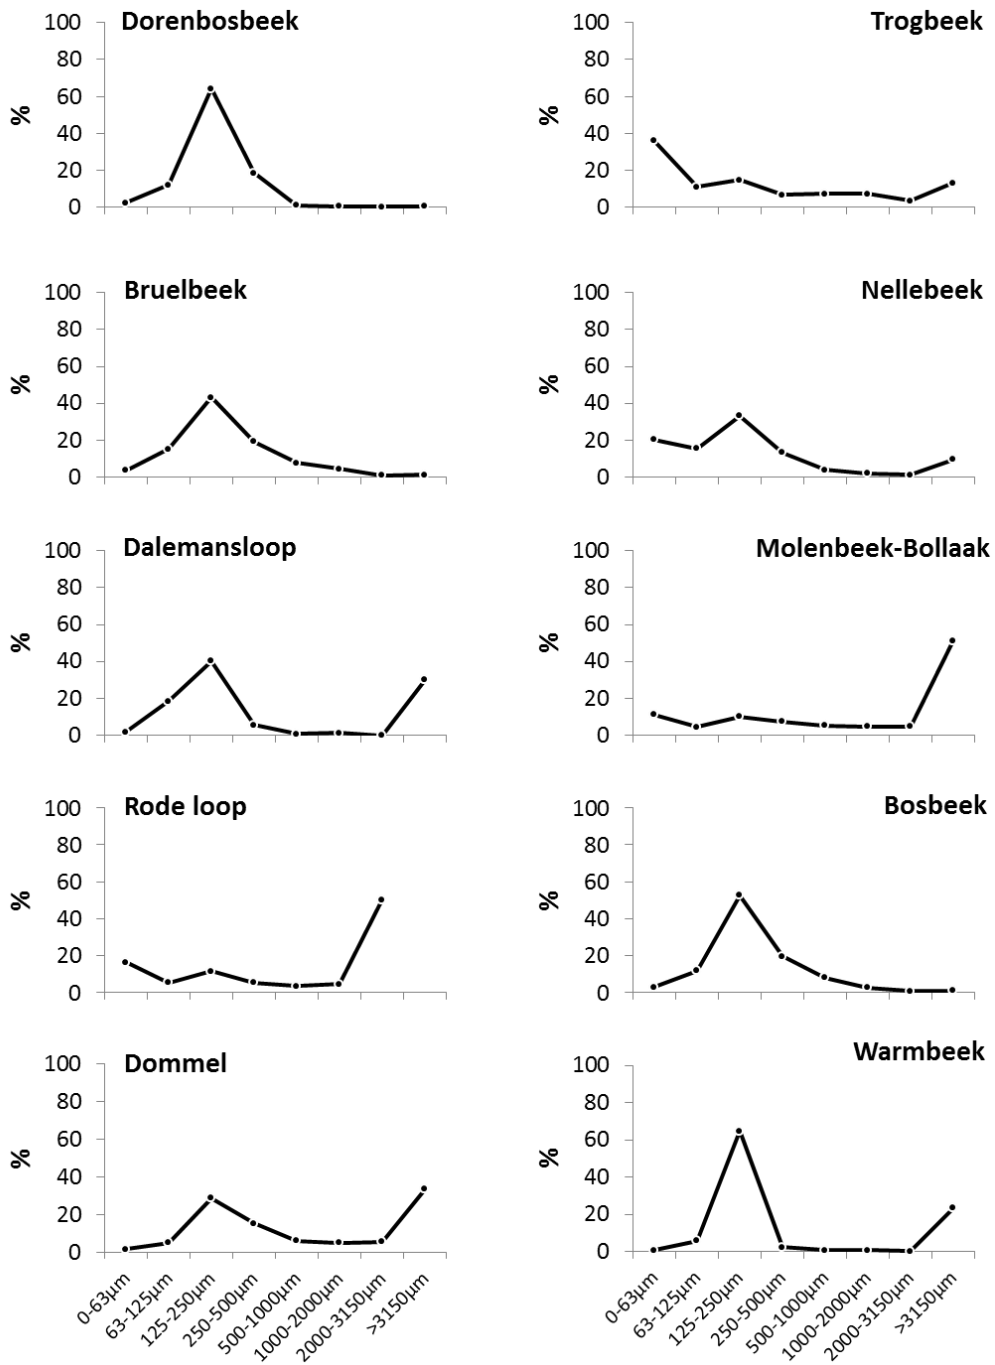 Dorenbosbeek
100
80
60
40
20
0
%
Trogbeek
100
80
60
40
20
0
%
Bruelbeek
100
80
60
40
20
0
%
Nellebeek
100
80
60
40
20
0
%
Dalemansloop
100
80
60
40
20
0
%
Molenbeek-Bollaak
100
80
60
40
20
0
%
Rode loop
100
80
60
40
20
0
%
Bosbeek
100
80
60
40
20
0
%
Dommel
100
80
60
40
20
0
%
0-63µm
63-125µm
125-250µm
250-500µm
500-1000µm
1000-2000µm
2000-3150µm
>3150µm
Warmbeek
100
80
60
40
20
0
%
0-63µm
63-125µm
125-250µm
250-500µm
500-1000µm
1000-2000µm
2000-3150µm
>3150µm